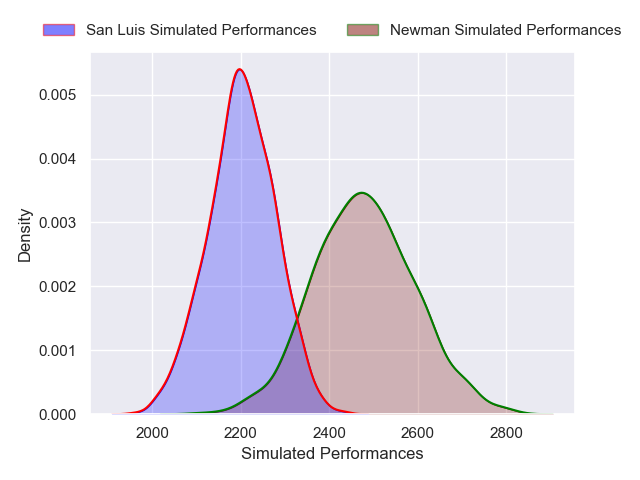 San Luis Simulated Performances Newman Simulated Performances
0.005
0.004
0.003
0.002
0.001
0.000
Density
2000 2200 2400 2600 2800
Simulated Performances